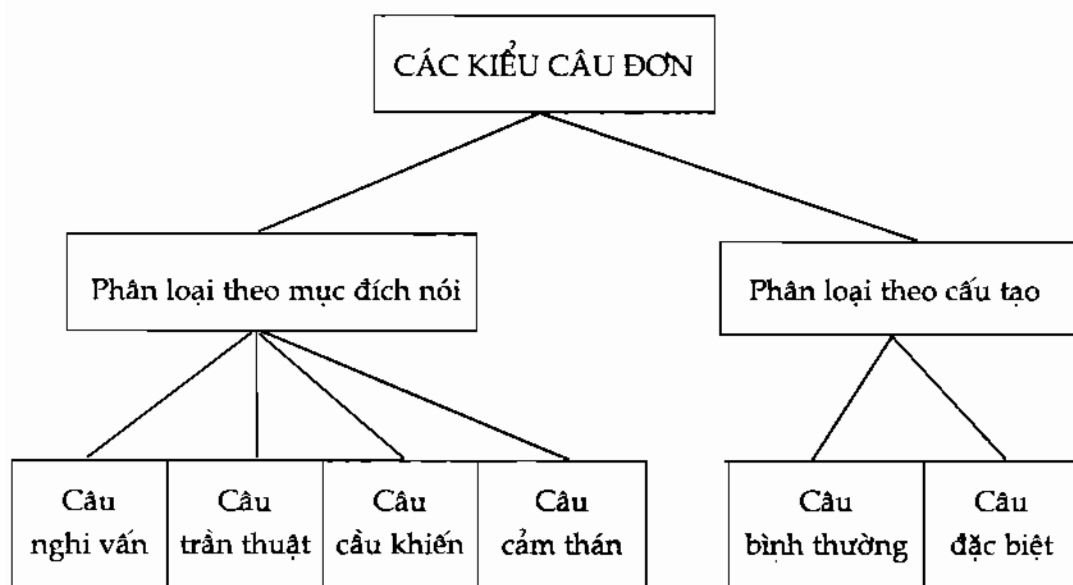 CÁC KIỂU CÂU ĐƠN
Phân loại theo mục đích nói
Phân loại theo cấu tạo
Câu
nghi vấn
Câu
trần thuật
Câu
cầu khiến
Câu
cảm thán
Câu
bình thường
Câu
đặc biệt